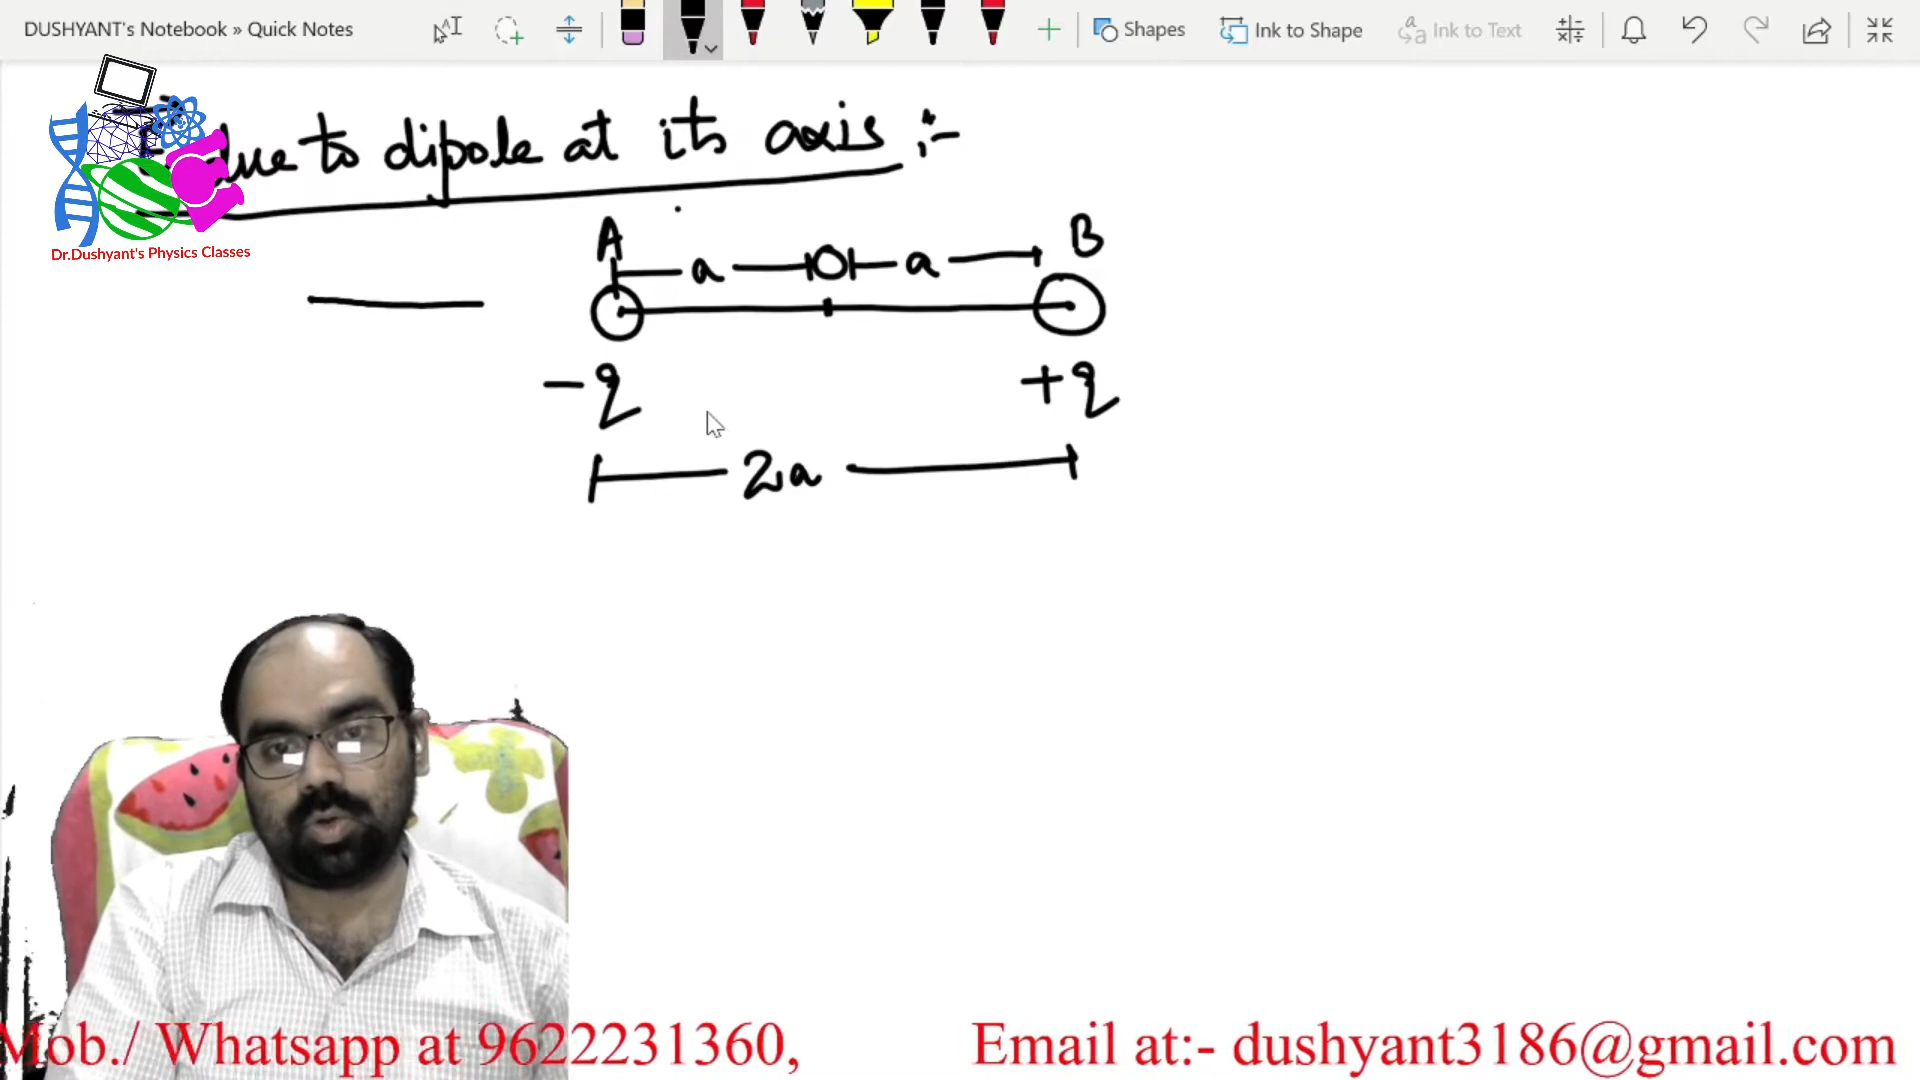 DUSHYANT's Notebook » Quick Notes
Shapes
Ink to Shape
Ink to Text
due to dipole at its axis :-
Dr.Dushyant's Physics Classes
A B
a O a
-q +q
2a
Mob./ Whatsapp at 9622231360, Email at:- dushyant3186@gmail.com